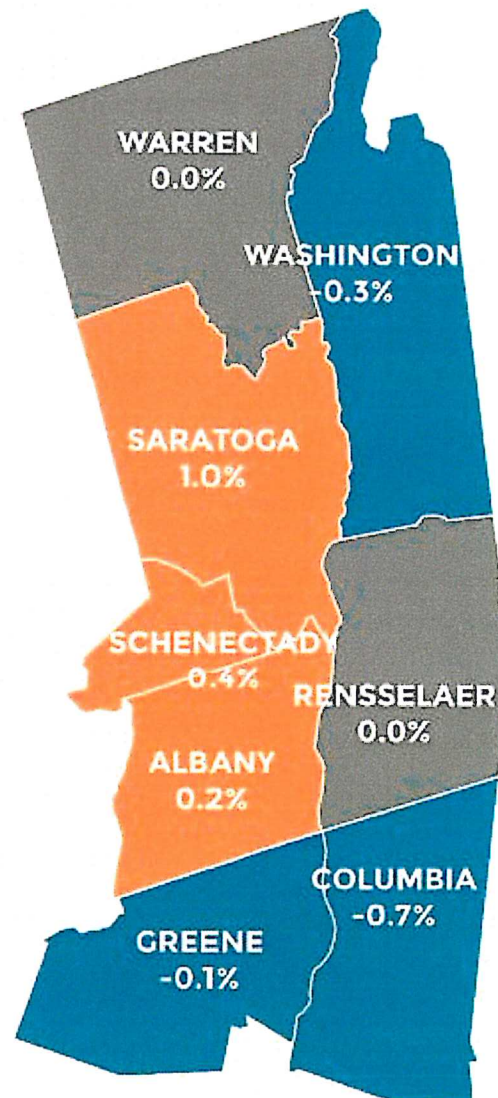 WARREN
0.0%
WASHINGTON
-0.3%
SARATOGA
1.0%
SCHENECTADY
0.4%
RENSSELAER
0.0%
ALBANY
0.2%
COLUMBIA
-0.7%
GREENE
-0.1%